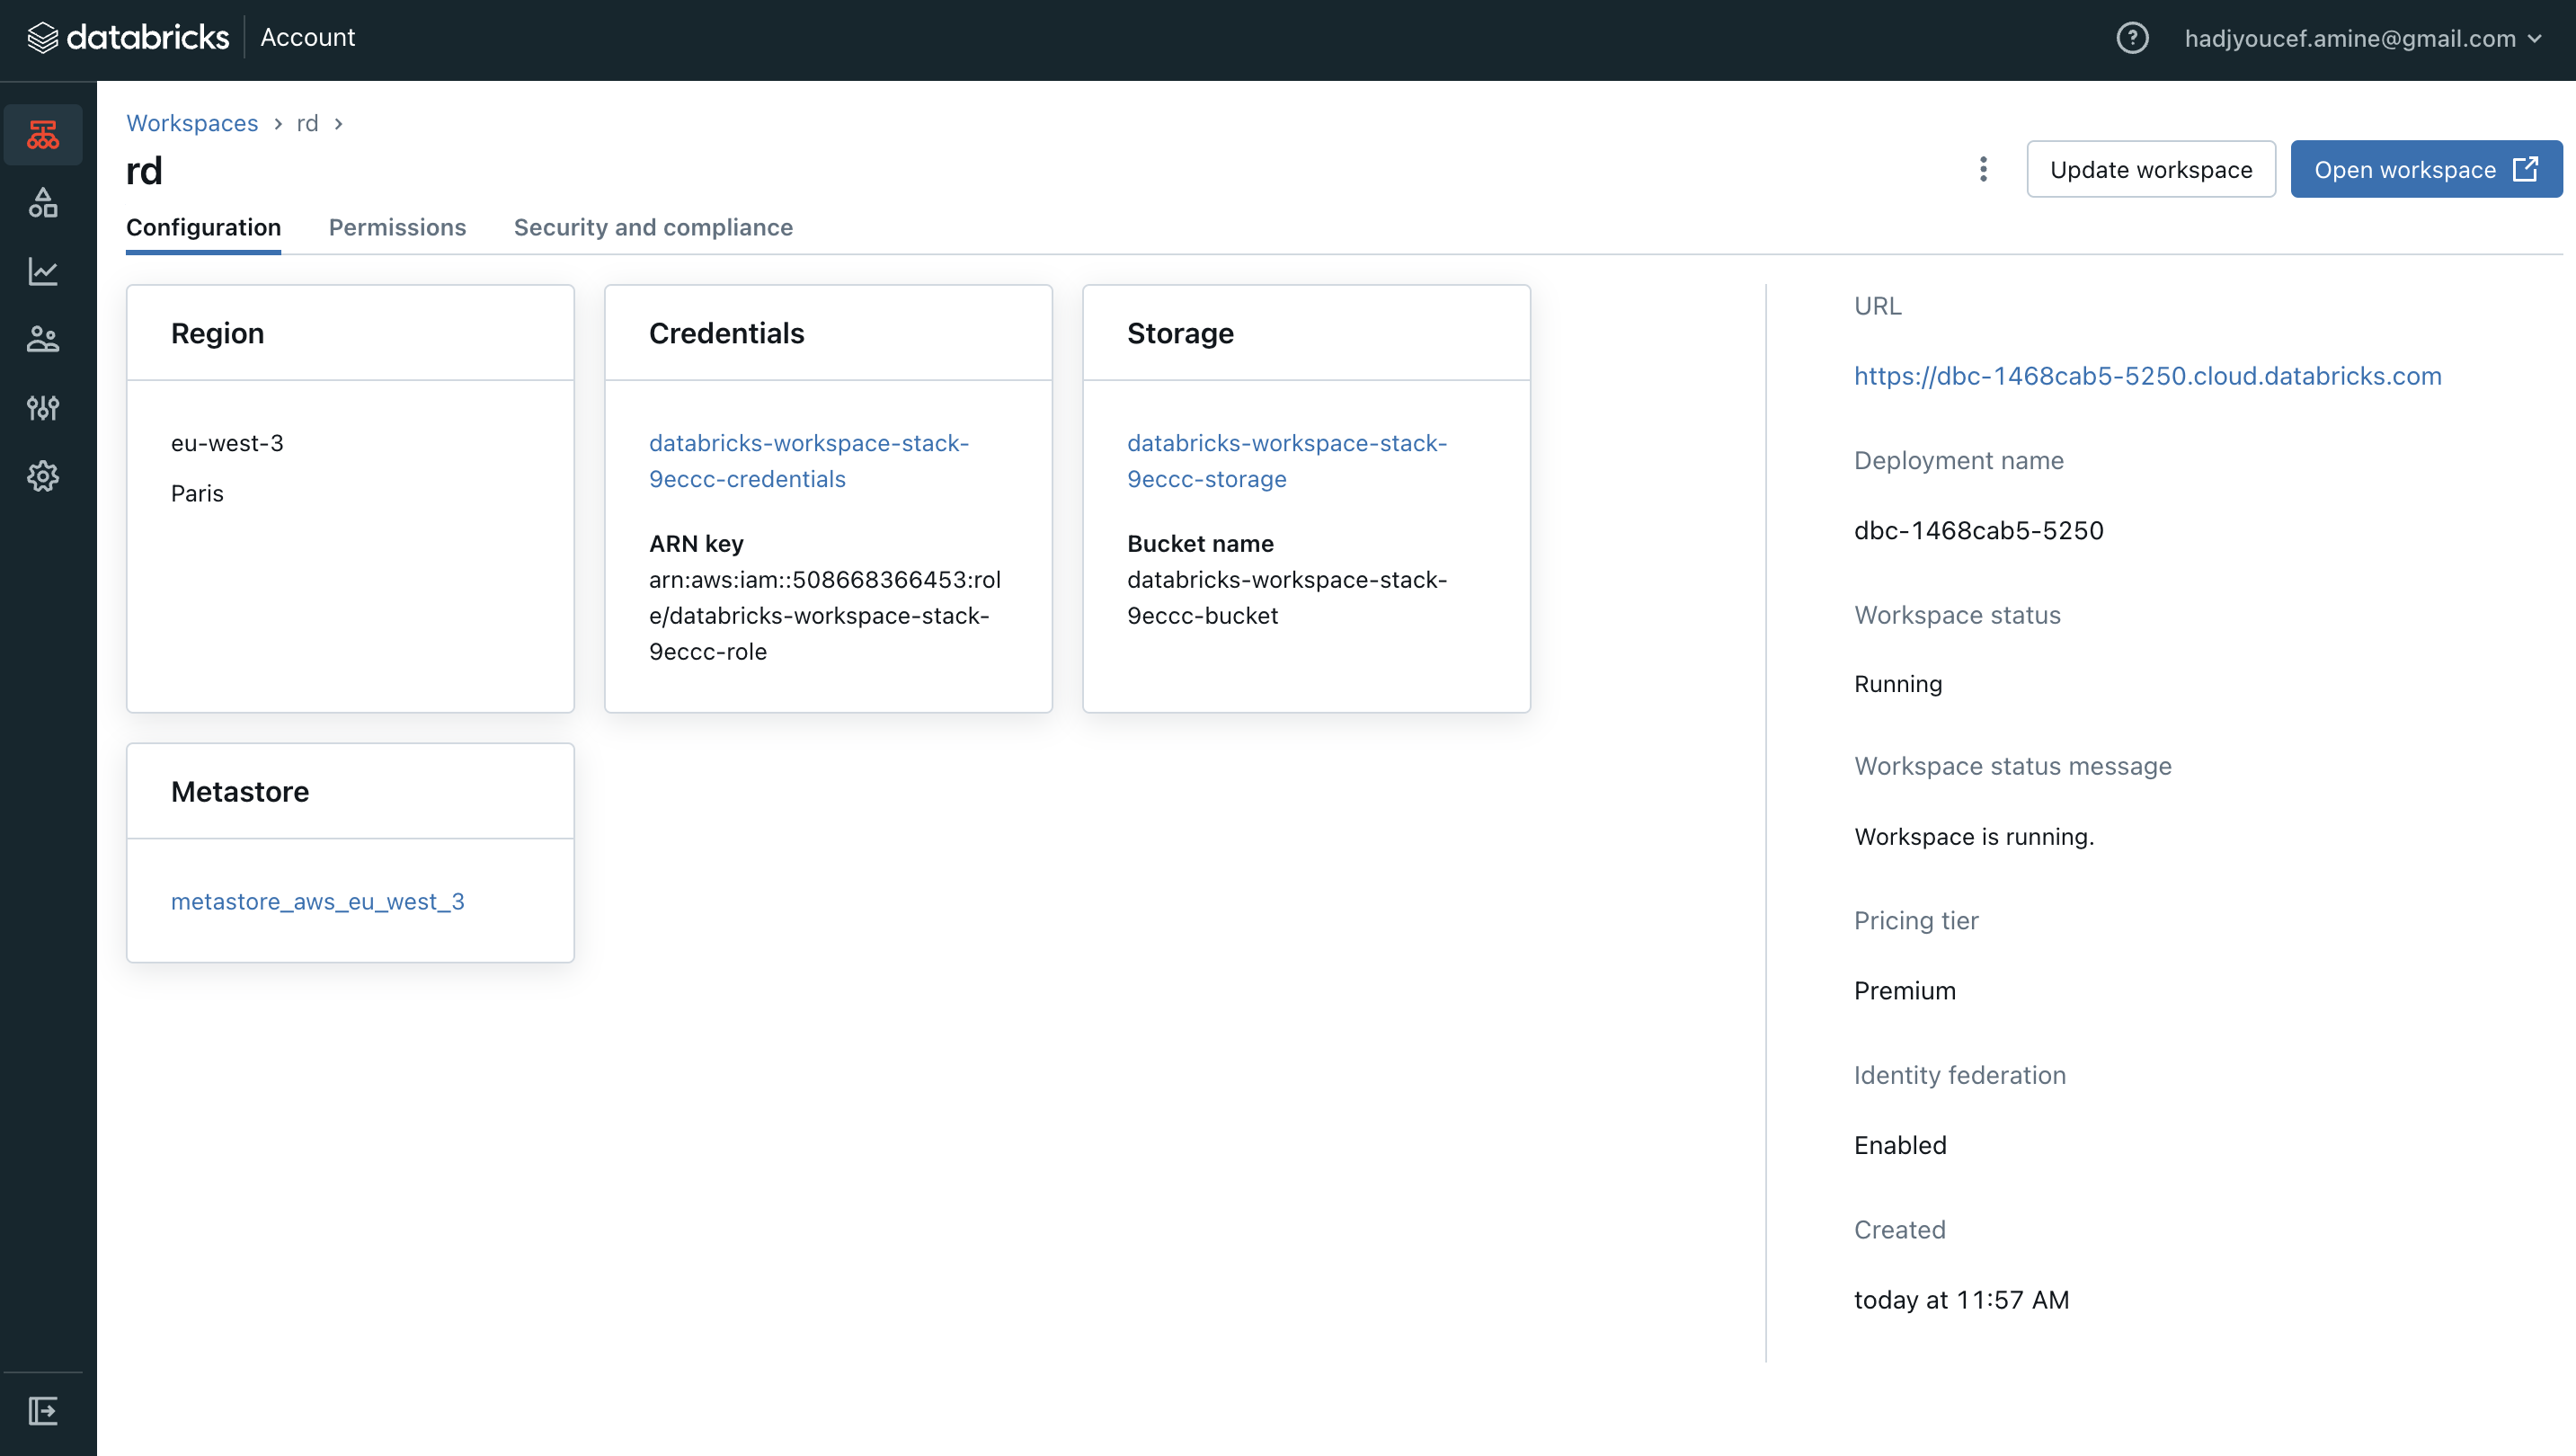 databricks Account
? hadjyoucef.amine@gmail.com
Workspaces > rd >
rd
Update workspace
Open workspace
Configuration Permissions Security and compliance
Region
eu-west-3
Paris
Credentials
databricks-workspace-stack-
9eccc-credentials
ARN key
arn:aws:iam::508668366453:rol
e/databricks-workspace-stack-
9eccc-role
Storage
databricks-workspace-stack-
9eccc-storage
Bucket name
databricks-workspace-stack-
9eccc-bucket
Metastore
metastore_aws_eu_west_3
URL
https://dbc-1468cab5-5250.cloud.databricks.com
Deployment name
dbc-1468cab5-5250
Workspace status
Running
Workspace status message
Workspace is running.
Pricing tier
Premium
Identity federation
Enabled
Created
today at 11:57 AM